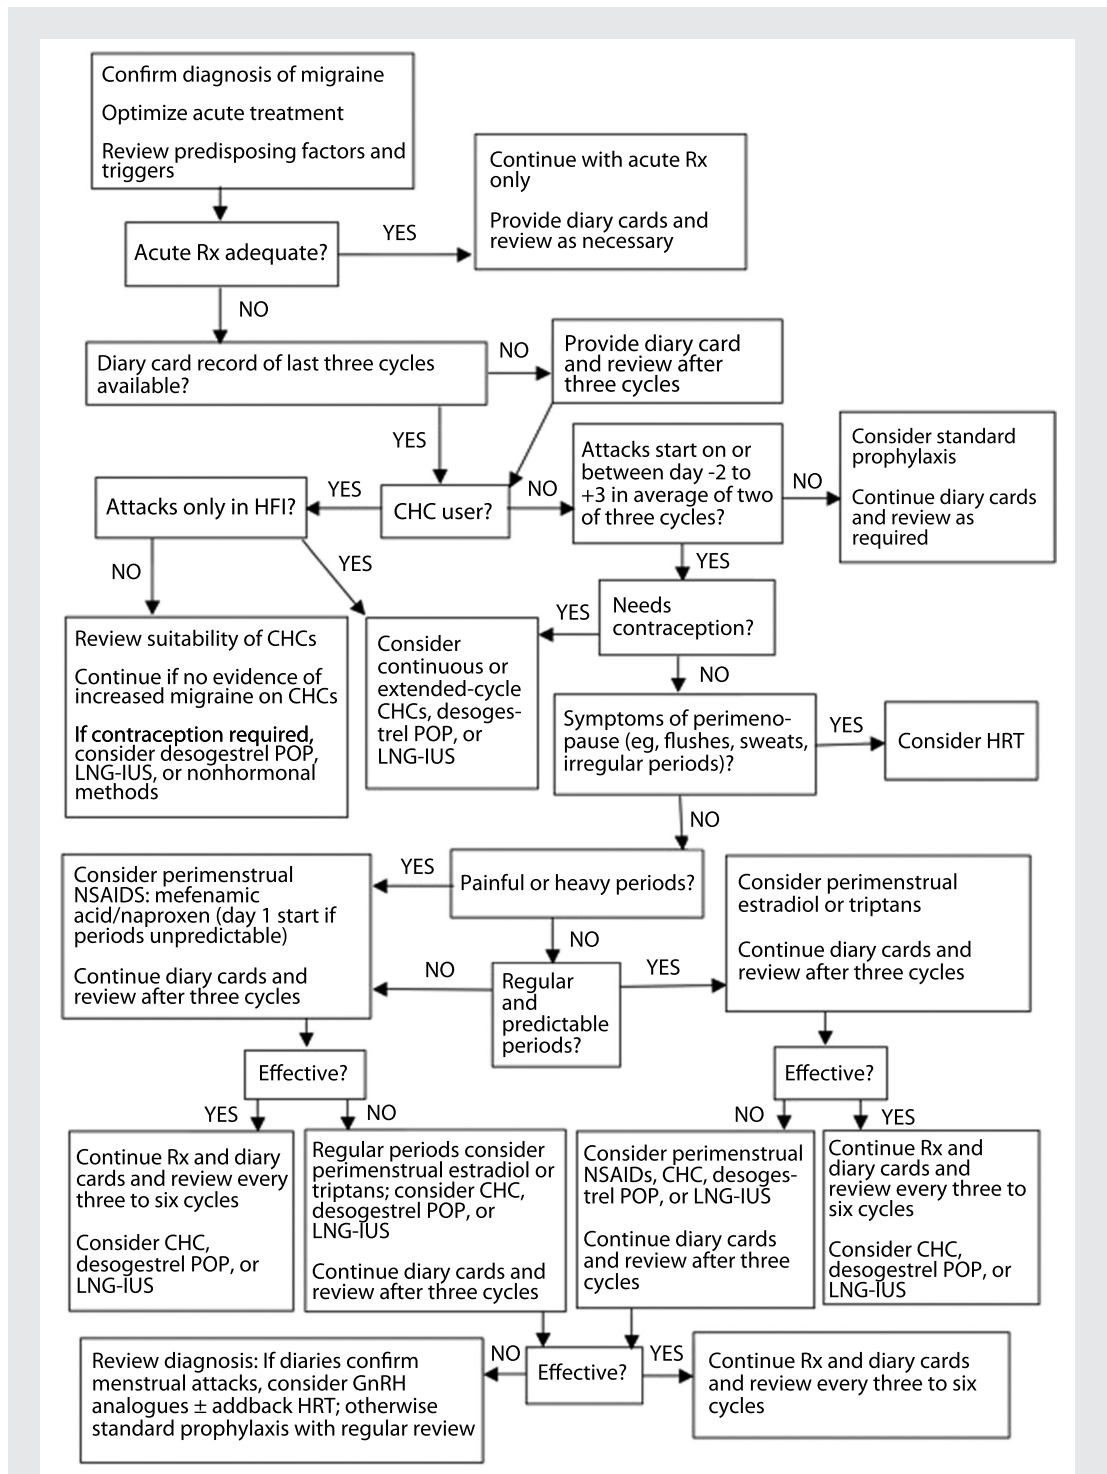 Confirm diagnosis of migraine
Optimize acute treatment
Review predisposing factors and
triggers
Continue with acute Rx
only
Provide diary cards and
review as necessary
Acute Rx adequate?
YES
NO
Diary card record of last three cycles
available?
NO
Provide diary card
and review after
three cycles
YES
Attacks start on or
between day -2 to
+3 in average of two
of three cycles?
NO
Consider standard
prophylaxis
Continue diary cards
and review as
required
Attacks only in HFI?
YES
CHC user?
NO
NO
YES
YES
Review suitability of CHCs
Continue if no evidence of
increased migraine on CHCs
If contraception required,
consider desogestrel POP,
LNG-IUS, or nonhormonal
methods
Consider
continuous or
extended-cycle
CHCs, desoges-
trel POP, or
LNG-IUS
YES
Needs
contraception?
NO
Symptoms of perimeno-
pause (eg, flushes, sweats,
irregular periods)?
YES
Consider HRT
NO
Consider perimenstrual
NSAIDS: mefenamic
acid/naproxen (day 1 start if
periods unpredictable)
Continue diary cards and
review after three cycles
YES
Painful or heavy periods?
Consider perimenstrual
estradiol or triptans
Continue diary cards and
review after three cycles
NO
NO
Regular
and
predictable
periods?
YES
Effective?
Effective?
YES
NO
NO
YES
Continue Rx and diary
cards and review every
three to six cycles
Consider CHC,
desogestrel POP, or
LNG-IUS
Regular periods consider
perimenstrual estradiol or
triptans; consider CHC,
desogestrel POP, or
LNG-IUS
Continue diary cards and
review after three cycles
Consider perimenstrual
NSAIDs, CHC, desoges-
trel POP, or LNG-IUS
Continue diary cards
and review after three
cycles
Continue Rx and
diary cards and
review every three to
six cycles
Consider CHC,
desogestrel POP, or
LNG-IUS
Review diagnosis: If diaries confirm
menstrual attacks, consider GnRH
analogues ± addback HRT; otherwise
standard prophylaxis with regular review
NO
Effective?
YES
Continue Rx and diary cards
and review every three to six
cycles